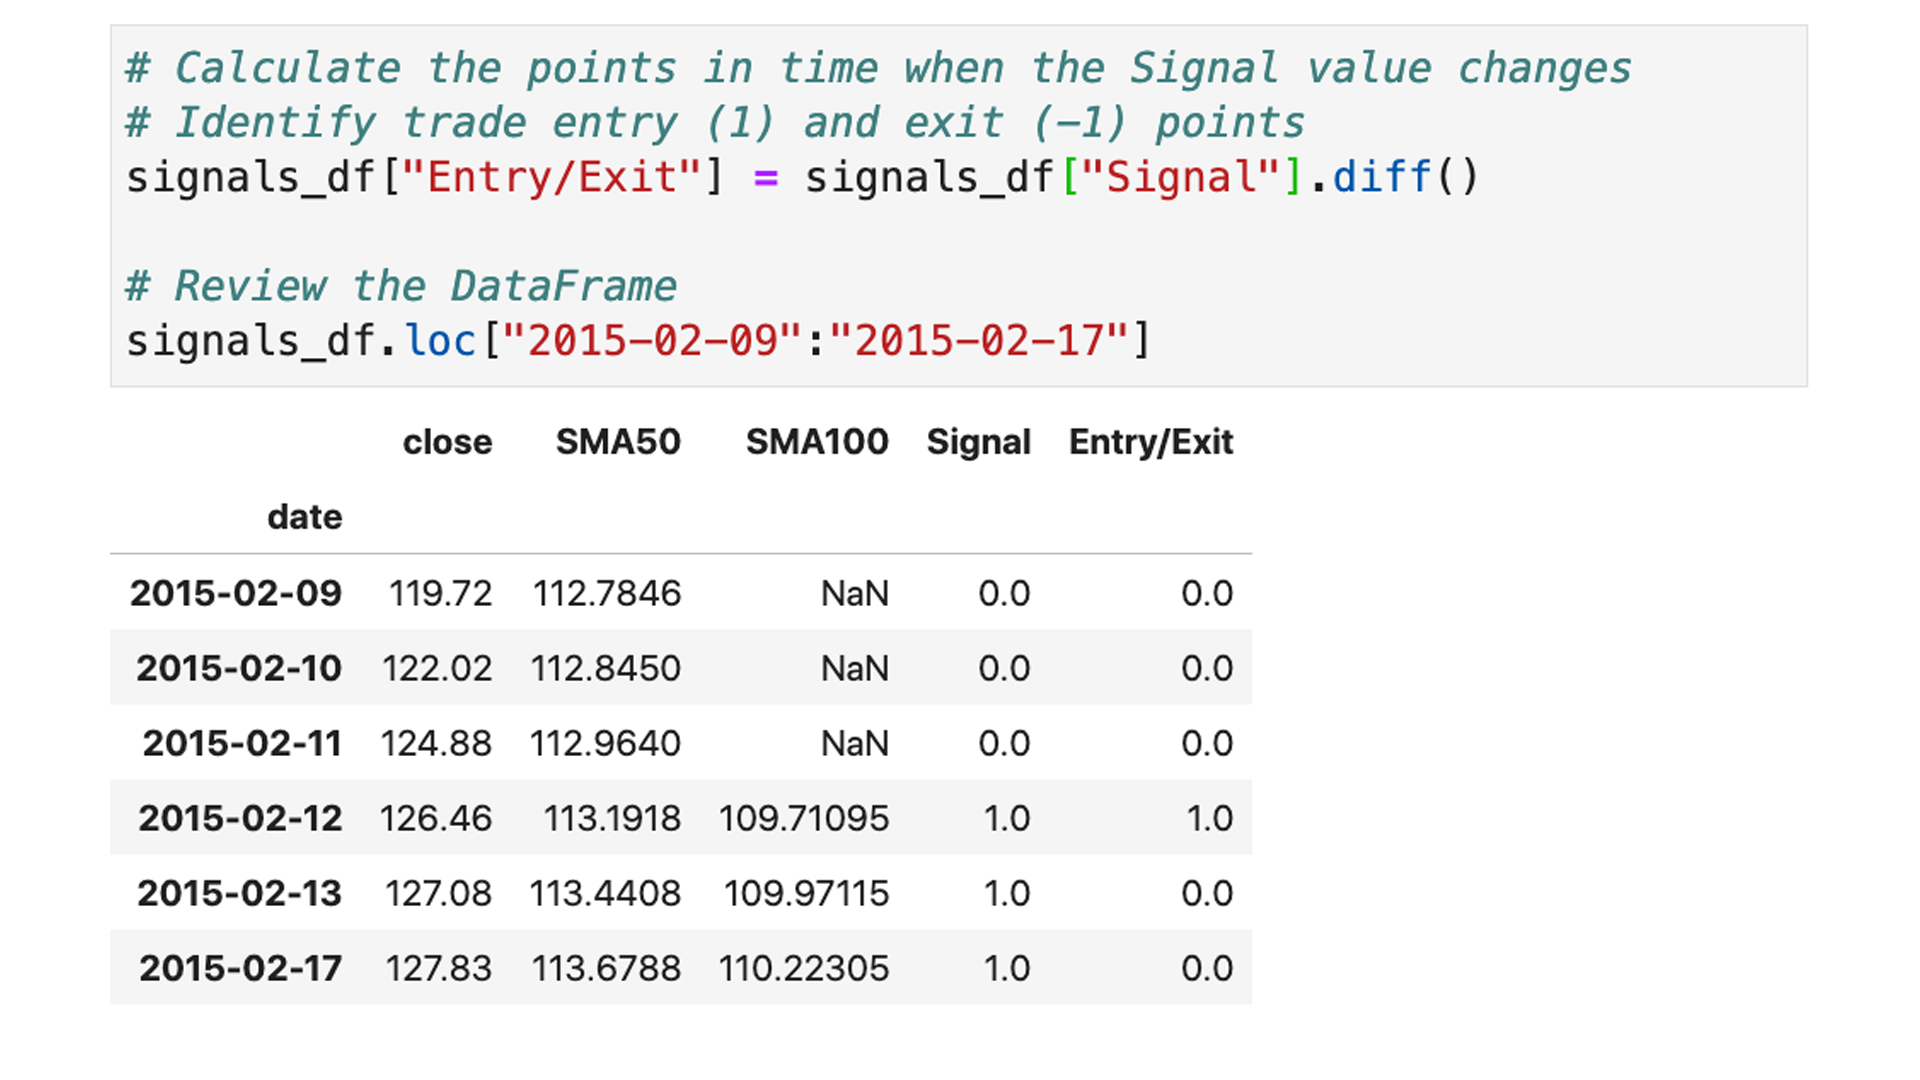 # Calculate the points in time when the Signal value changes
# Identify trade entry (1) and exit (−1) points
signals_df["Entry/Exit"] = signals_df["Signal"].diff()
# Review the DataFrame
signals_df.loc["2015−02−09":"2015−02−17"]
close SMA50 SMA100 Signal Entry/Exit
date
2015-02-09 119.72 112.7846 NaN 0.0 0.0
2015-02-10 122.02 112.8450 NaN 0.0 0.0
2015-02-11 124.88 112.9640 NaN 0.0 0.0
2015-02-12 126.46 113.1918 109.71095 1.0 1.0
2015-02-13 127.08 113.4408 109.97115 1.0 0.0
2015-02-17 127.83 113.6788 110.22305 1.0 0.0